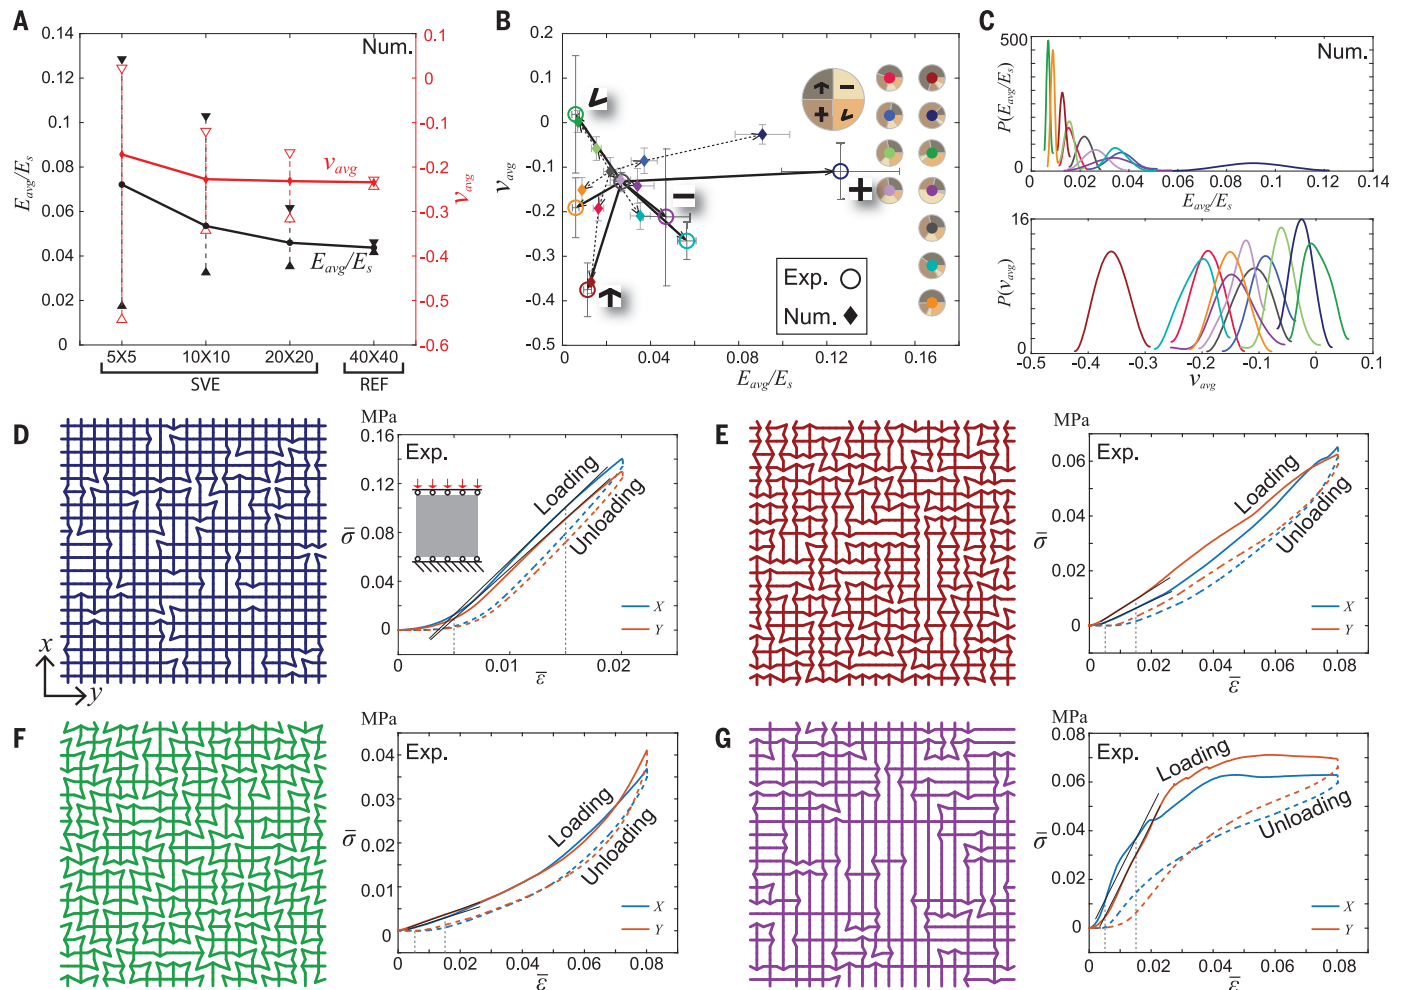 A
B
C
D
E
F
G
Num.
0.14
0.12
0.1
0.08
0.06
0.04
0.02
0
E_avg/E_s
0.1
0
-0.1
-0.2
-0.3
-0.4
-0.5
-0.6
ν_avg
ν_avg
E_avg/E_s
5X5
10X10
20X20
40X40
SVE
REF
0.2
0.1
0
-0.1
-0.2
-0.3
-0.4
-0.5
ν_avg
0
0.04
0.08
0.12
0.16
E_avg/E_s
Exp.
Num.
+
−
500
0
P(E_avg/E_s)
Num.
0
0.02
0.04
0.06
0.08
0.1
0.12
0.14
E_avg/E_s
16
8
0
P(ν_avg)
-0.5
-0.4
-0.3
-0.2
-0.1
0
0.1
ν_avg
x
y
MPa
0.16
0.12
0.08
0.04
0
σ̅
Exp.
Loading
Unloading
X
Y
0
0.01
0.02
ε̅
MPa
0.06
0.04
0.02
0
σ̅
Exp.
Loading
Unloading
X
Y
0
0.02
0.04
0.06
0.08
ε̅
MPa
0.04
0.03
0.02
0.01
0
σ̅
Exp.
Loading
Unloading
X
Y
0
0.02
0.04
0.06
0.08
ε̅
MPa
0.08
0.06
0.04
0.02
0
σ̅
Exp.
Loading
Unloading
X
Y
0
0.02
0.04
0.06
0.08
ε̅